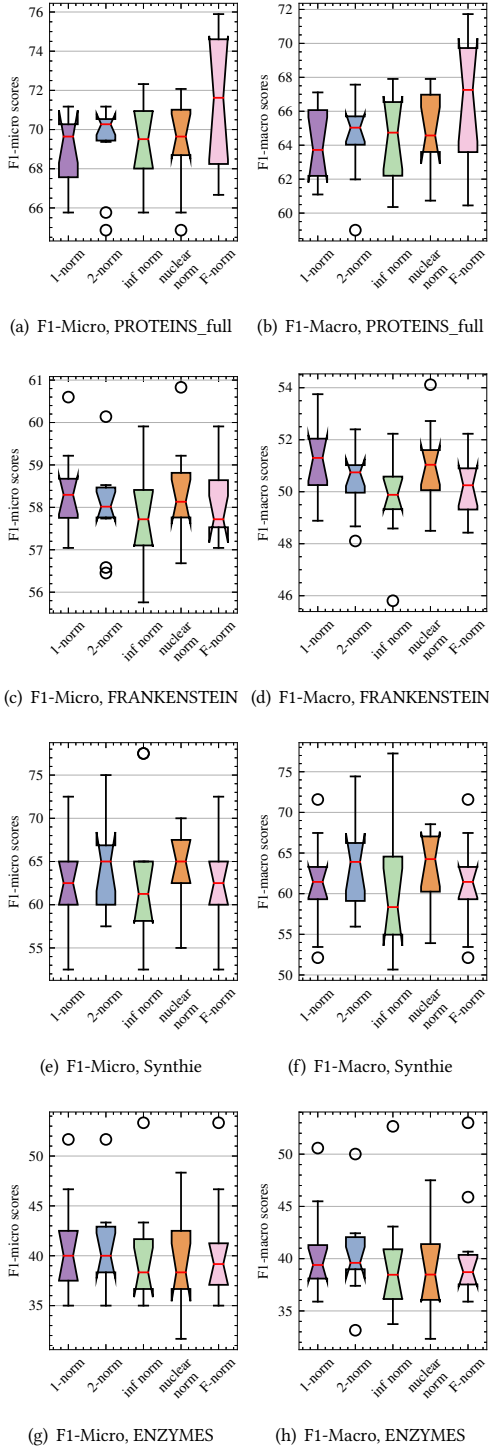 76
74
72
70
68
66
F1-micro scores
1-norm
2-norm
inf norm
nuclear
norm
F-norm
(a) F1-Micro, PROTEINS_full
72
70
68
66
64
62
60
F1-macro scores
1-norm
2-norm
inf norm
nuclear
norm
F-norm
(b) F1-Macro, PROTEINS_full
61
60
58
57
56
F1-micro scores
1-norm
2-norm
inf norm
nuclear
norm
F-norm
(c) F1-Micro, FRANKENSTEIN
54
52
50
48
46
F1-macro scores
1-norm
2-norm
inf norm
nuclear
norm
F-norm
(d) F1-Macro, FRANKENSTEIN
75
70
65
60
55
F1-micro scores
1-norm
2-norm
inf norm
nuclear
norm
F-norm
(e) F1-Micro, Synthie
75
70
65
60
55
50
F1-macro scores
1-norm
2-norm
inf norm
nuclear
norm
F-norm
(f) F1-Macro, Synthie
50
45
40
35
F1-micro scores
1-norm
2-norm
inf norm
nuclear
norm
F-norm
(g) F1-Micro, ENZYMES
50
45
39
35
F1-macro scores
1-norm
2-norm
inf norm
nuclear
norm
F-norm
(h) F1-Macro, ENZYMES